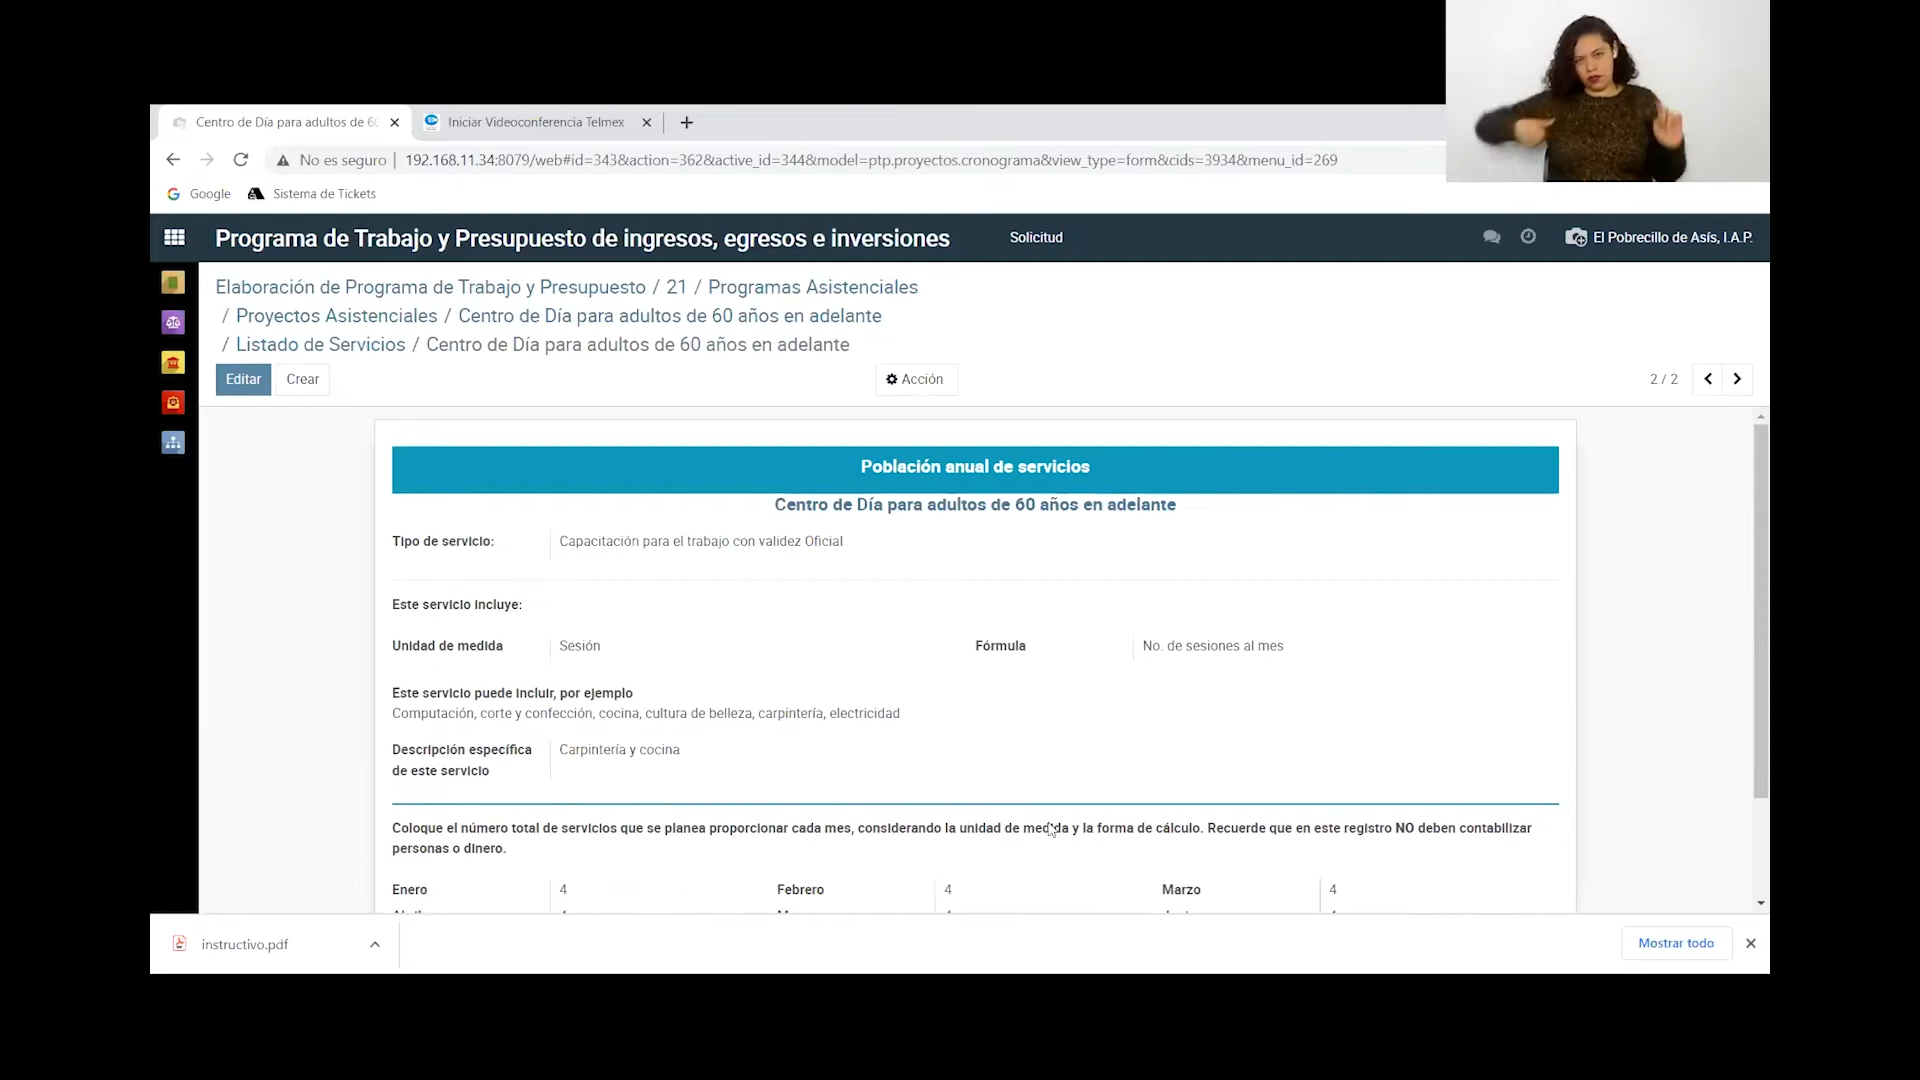 Centro de Día para adultos de 60
Iniciar Videoconferencia Telmex
No es seguro
192.168.11.34:8079/web#id=343&action=362&active_id=344&model=ptp.proyectos.cronograma&view_type=form&cids=3934&menu_id=269
Google
Sistema de Tickets
Programa de Trabajo y Presupuesto de ingresos, egresos e inversiones
Solicitud
El Pobrecillo de Asís, I.A.P.
Elaboración de Programa de Trabajo y Presupuesto / 21 / Programas Asistenciales
/ Proyectos Asistenciales / Centro de Día para adultos de 60 años en adelante
/ Listado de Servicios / Centro de Día para adultos de 60 años en adelante
Editar
Crear
Acción
2 / 2
Población anual de servicios
Centro de Día para adultos de 60 años en adelante
Tipo de servicio: Capacitación para el trabajo con validez Oficial
Este servicio incluye:
Unidad de medida Sesión Fórmula No. de sesiones al mes
Este servicio puede incluir, por ejemplo
Computación, corte y confección, cocina, cultura de belleza, carpintería, electricidad
Descripción específica Carpintería y cocina
de este servicio
Coloque el número total de servicios que se planea proporcionar cada mes, considerando la unidad de medida y la forma de cálculo. Recuerde que en este registro NO deben contabilizar
personas o dinero.
Enero 4 Febrero 4 Marzo 4
instructivo.pdf
Mostrar todo